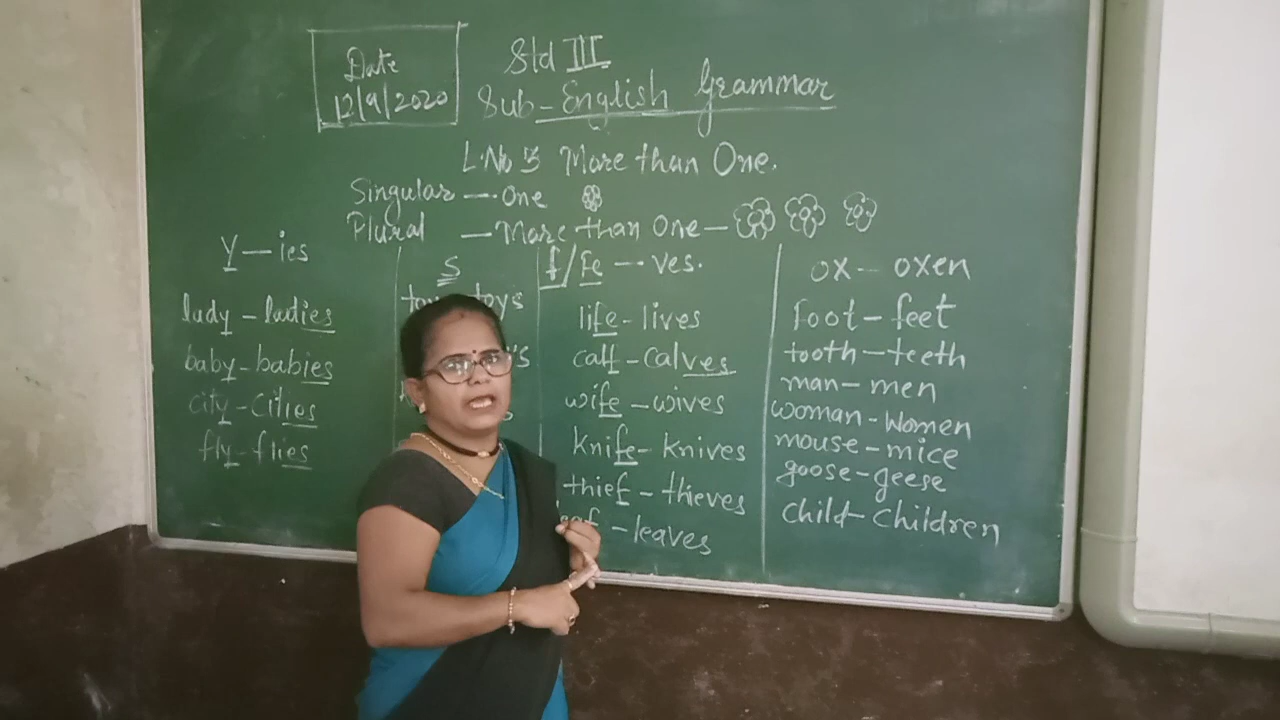 Date
12/9/2020
Std III
Sub - English Grammar
L.No 5 More than One.
Singular — One
Plural — More than One —
Y — ies
lady - ladies
baby - babies
city - cities
fly - flies
S
toys
f/fe — ves.
life - lives
calf - calves
wife - wives
knife - knives
thief - thieves
- leaves
ox - oxen
foot - feet
tooth - teeth
man - men
woman - women
mouse - mice
goose - geese
child - children